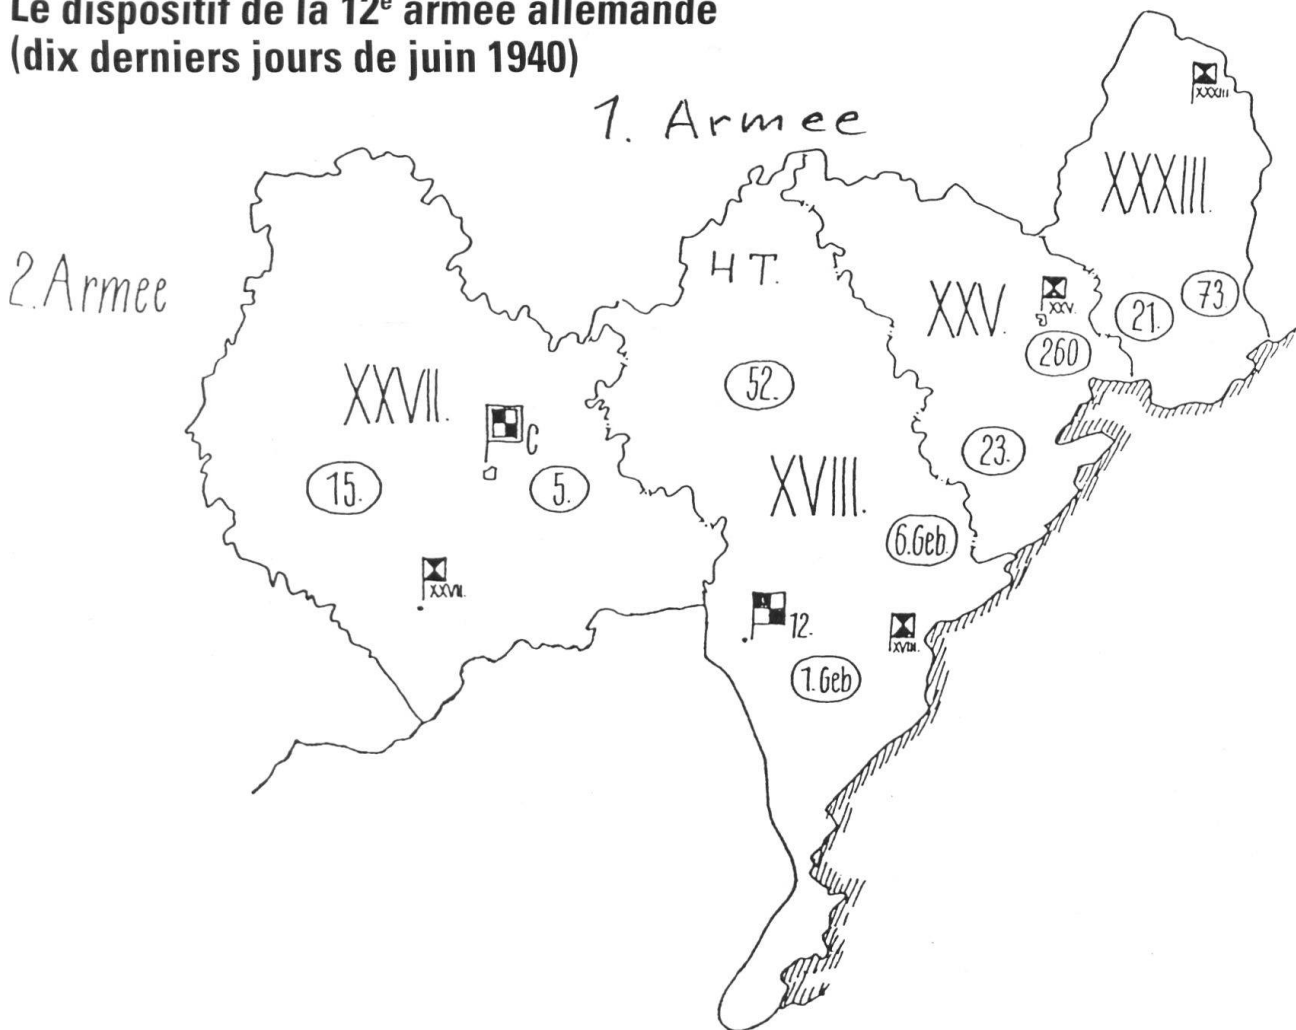 Le dispositif de la 12e armée allemande
(dix derniers jours de juin 1940)
1. Armee
2. Armee
XXXIII
XXXIII.
73.
21.
H T.
XXV.
XXV.
260
52.
23.
XXVII.
C
15.
5.
XVIII.
6.Geb.
XXVII.
12.
XVIII.
1.Geb